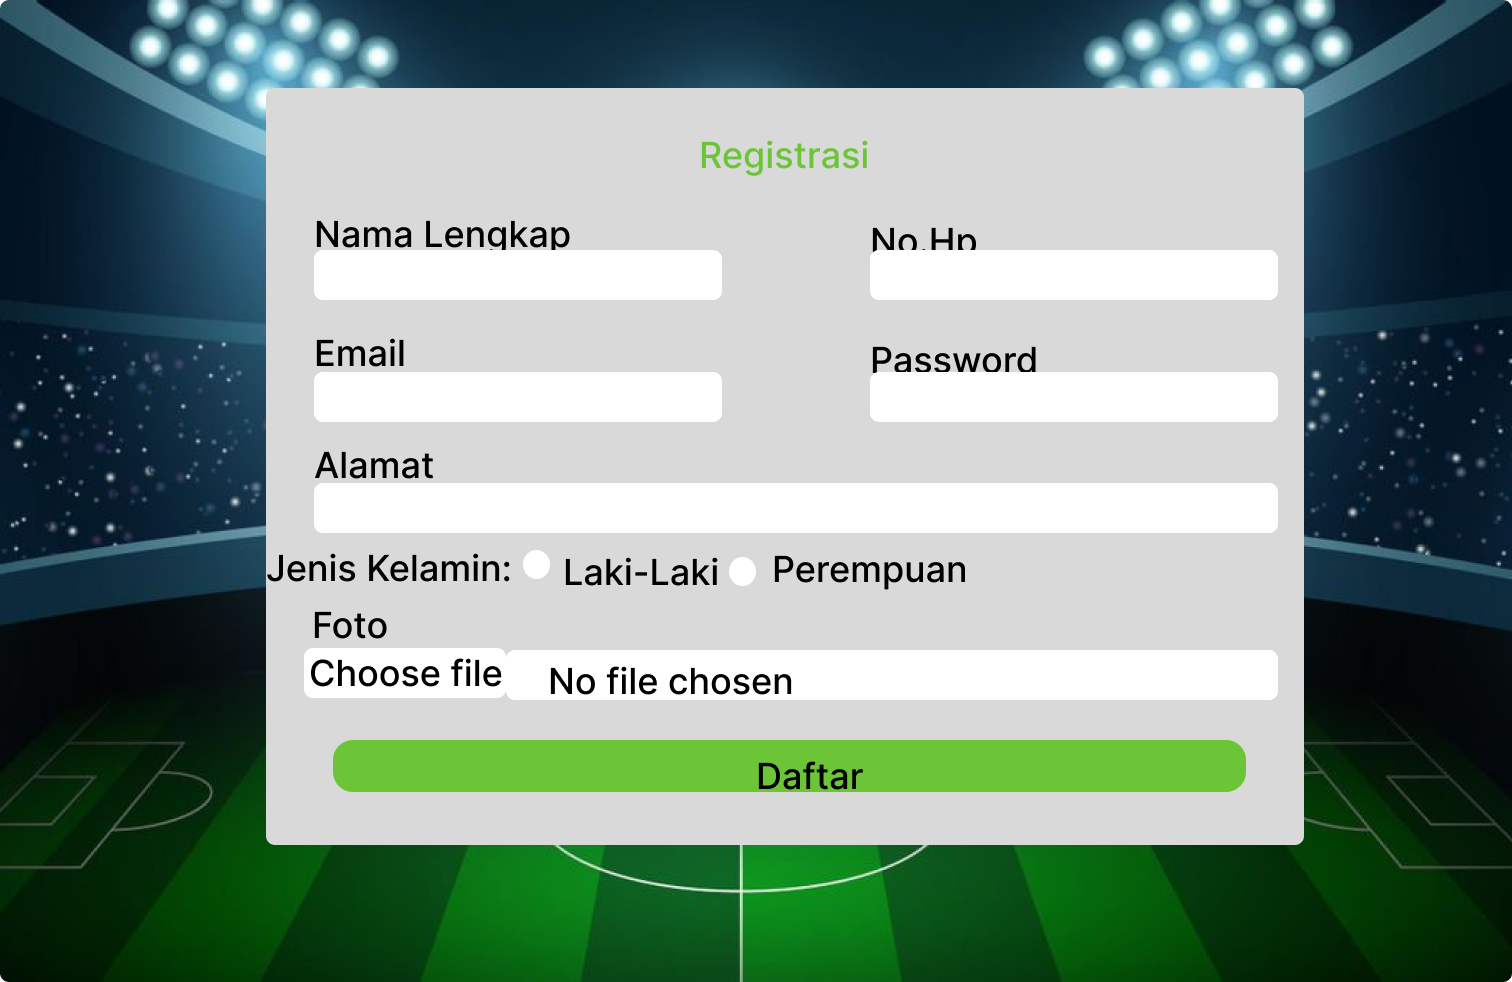 Registrasi
Nama Lengkap
No.Hp
Email
Password
Alamat
Jenis Kelamin: Laki-Laki Perempuan
Foto
Choose file No file chosen
Daftar